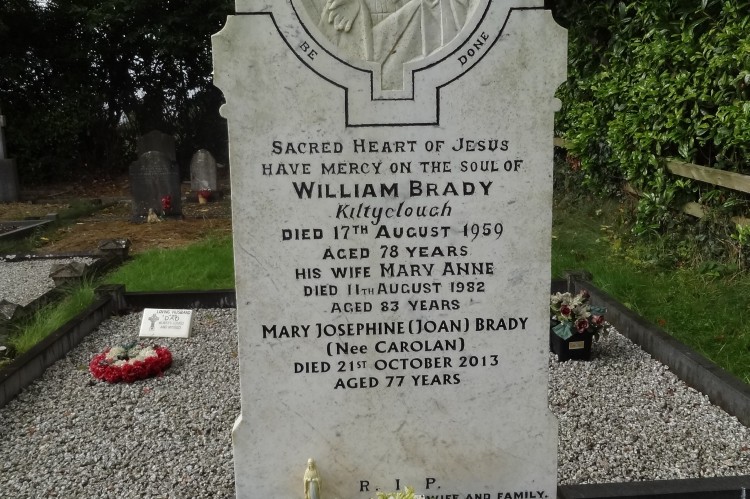 BE DONE
SACRED HEART OF JESUS
HAVE MERCY ON THE SOUL OF
WILLIAM BRADY
Kiltyclough
DIED 17TH AUGUST 1959
AGED 78 YEARS
HIS WIFE MARY ANNE
DIED 11TH AUGUST 1982
AGED 83 YEARS
MARY JOSEPHINE (JOAN) BRADY
(NEE CAROLAN)
DIED 21ST OCTOBER 2013
AGED 77 YEARS
R. I. P.
WIFE AND FAMILY.
DAD